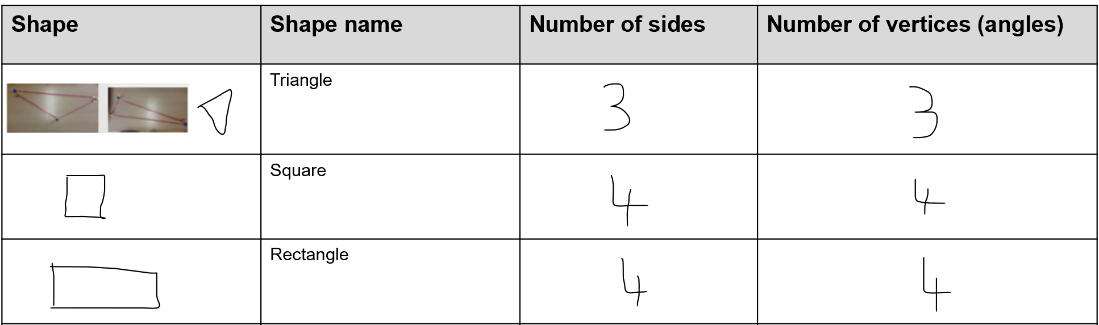 Shape Shape name Number of sides Number of vertices (angles)
Triangle 3 3
Square 4 4
Rectangle 4 4